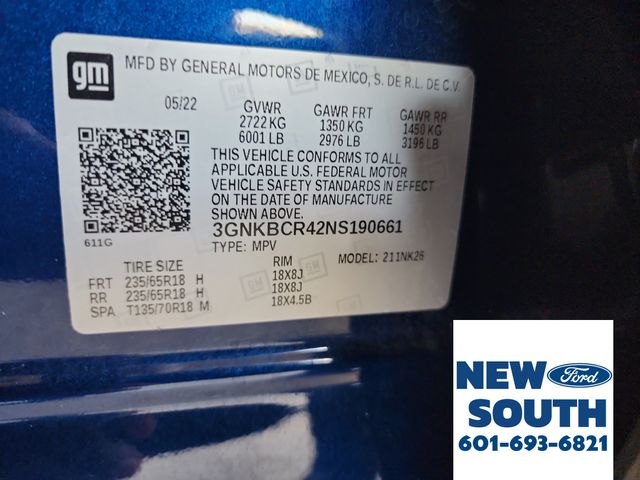 gm
MFD BY GENERAL MOTORS DE MEXICO, S. DE R.L. DE C.V.
05/22 GVWR GAWR FRT GAWR RR
2722 KG 1350 KG 1450 KG
6001 LB 2976 LB 3196 LB
THIS VEHICLE CONFORMS TO ALL
APPLICABLE U.S. FEDERAL MOTOR
VEHICLE SAFETY STANDARDS IN EFFECT
ON THE DATE OF MANUFACTURE
SHOWN ABOVE.
611G
3GNKBCR42NS190661
TYPE: MPV MODEL: 211NK26
TIRE SIZE RIM
FRT 235/65R18 H 18X8J
RR 235/65R18 H 18X8J
SPA T135/70R18 M 18X4.5B
NEW Ford
SOUTH
601-693-6821